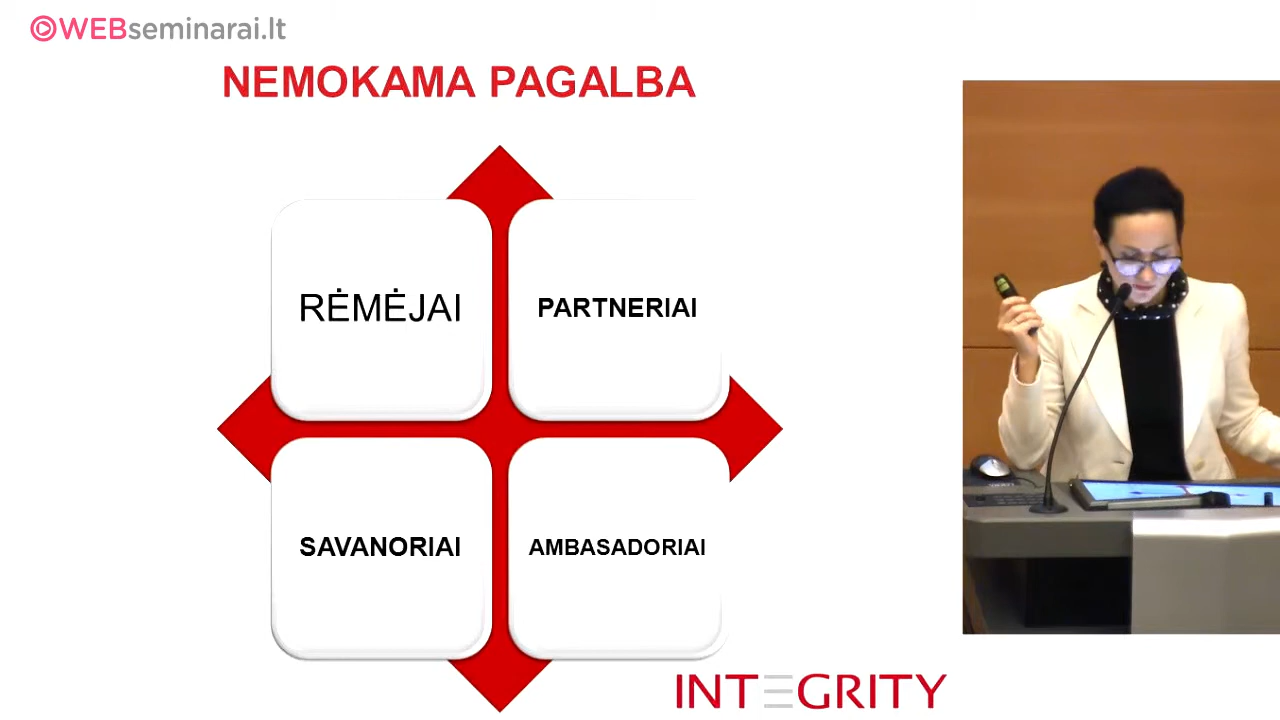 WEBseminarai.lt
NEMOKAMA PAGALBA
RĖMĖJAI
PARTNERIAI
SAVANORIAI
AMBASADORIAI
INTEGRITY